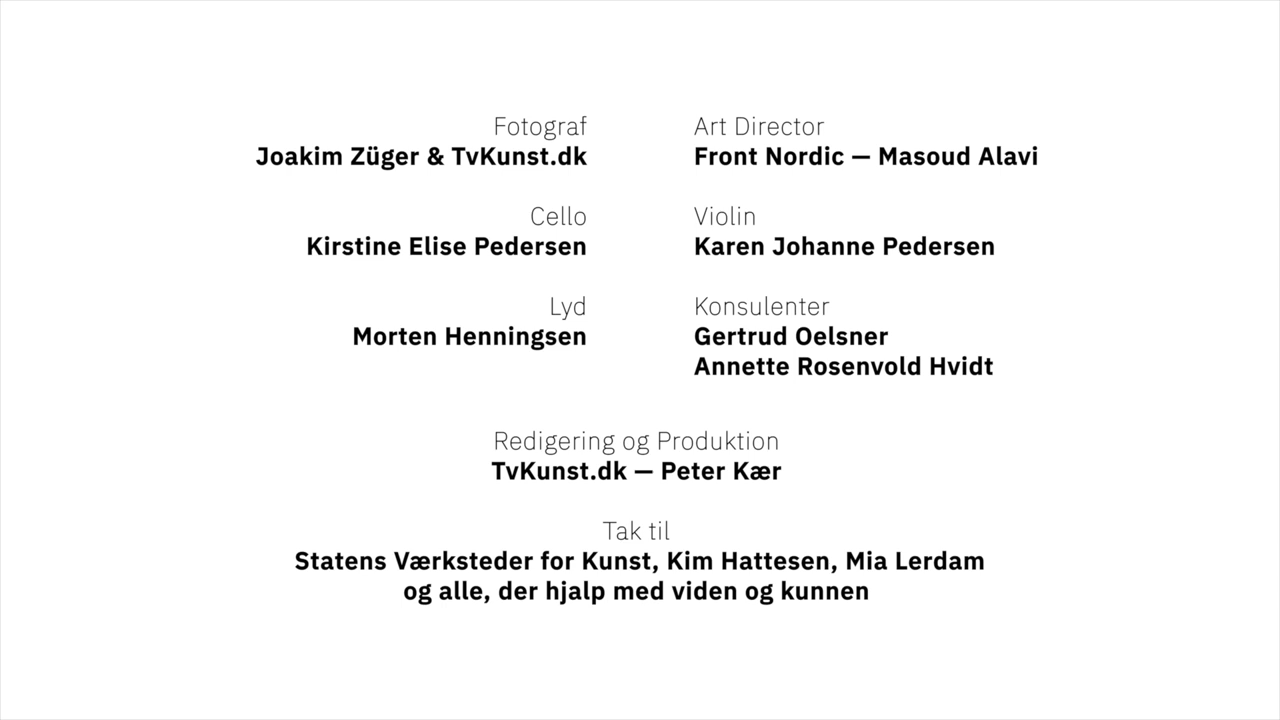 Fotograf
Joakim Züger & TvKunst.dk
Art Director
Front Nordic — Masoud Alavi
Cello
Kirstine Elise Pedersen
Violin
Karen Johanne Pedersen
Lyd
Morten Henningsen
Konsulenter
Gertrud Oelsner
Annette Rosenvold Hvidt
Redigering og Produktion
TvKunst.dk — Peter Kær
Tak til
Statens Værksteder for Kunst, Kim Hattesen, Mia Lerdam
og alle, der hjalp med viden og kunnen